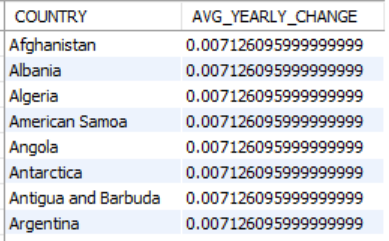 COUNTRY AVG_YEARLY_CHANGE
Afghanistan 0.007126095999999999
Albania 0.007126095999999999
Algeria 0.007126095999999999
American Samoa 0.007126095999999999
Angola 0.007126095999999999
Antarctica 0.007126095999999999
Antigua and Barbuda 0.007126095999999999
Argentina 0.007126095999999999